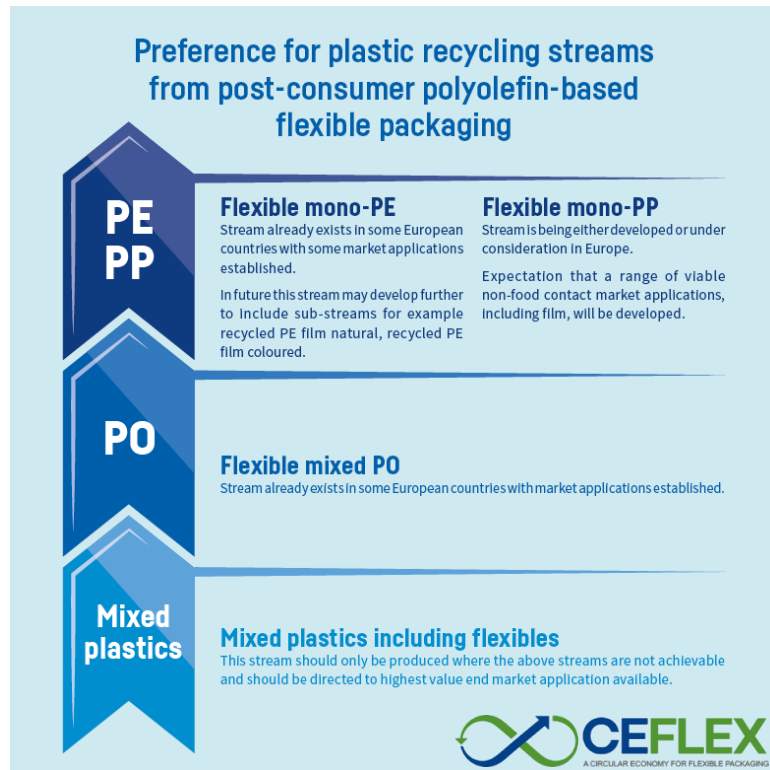 Preference for plastic recycling streams
from post-consumer polyolefin-based
flexible packaging
PE
PP
Flexible mono-PE
Stream already exists in some European
countries with some market applications
established.
In future this stream may develop further
to include sub-streams for example
recycled PE film natural, recycled PE
film coloured.
Flexible mono-PP
Stream is being either developed or under
consideration in Europe.
Expectation that a range of viable
non-food contact market applications,
including film, will be developed.
PO
Flexible mixed PO
Stream already exists in some European countries with market applications established.
Mixed
plastics
Mixed plastics including flexibles
This stream should only be produced where the above streams are not achievable
and should be directed to highest value end market application available.
CEFLEX
A CIRCULAR ECONOMY FOR FLEXIBLE PACKAGING